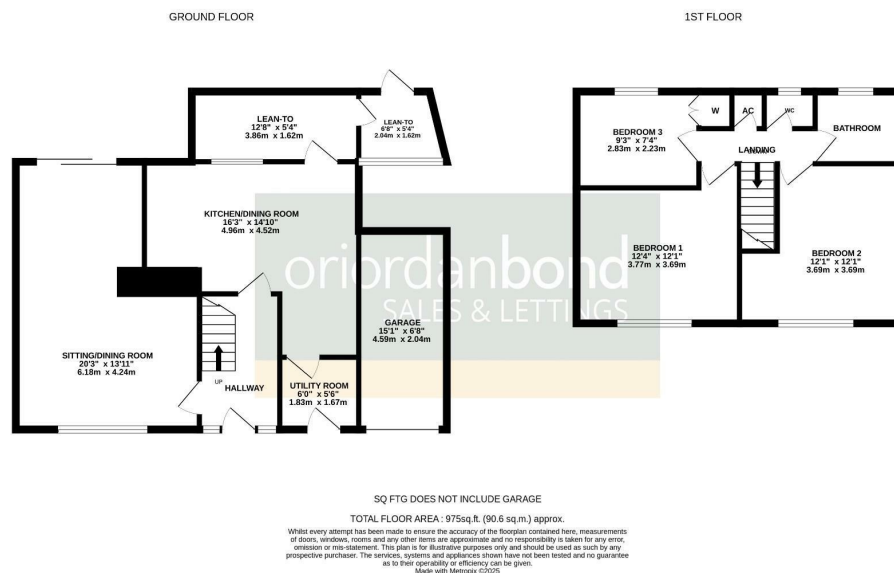 GROUND FLOOR
1ST FLOOR
LEAN-TO
12'8" x 5'4"
3.86m x 1.62m
LEAN-TO
6'8" x 5'4"
2.04m x 1.62m
KITCHEN/DINING ROOM
16'3" x 14'10"
4.96m x 4.52m
SITTING/DINING ROOM
20'3" x 13'11"
6.18m x 4.24m
UP
HALLWAY
UTILITY ROOM
6'0" x 5'6"
1.83m x 1.67m
GARAGE
15'1" x 6'8"
4.59m x 2.04m
oriordanbond
SALES & LETTINGS
BEDROOM 3
9'3" x 7'4"
2.83m x 2.23m
W
AC
WC
BATHROOM
LANDING
BEDROOM 1
12'4" x 12'1"
3.77m x 3.69m
BEDROOM 2
12'1" x 12'1"
3.69m x 3.69m
SQ FTG DOES NOT INCLUDE GARAGE
TOTAL FLOOR AREA : 975sq.ft. (90.6 sq.m.) approx.
Whilst every attempt has been made to ensure the accuracy of the floorplan contained here, measurements
of doors, windows, rooms and any other items are approximate and no responsibility is taken for any error,
omission or mis-statement. This plan is for illustrative purposes only and should be used as such by any
prospective purchaser. The services, systems and appliances shown have not been tested and no guarantee
as to their operability or efficiency can be given.
Made with Metropix ©2025